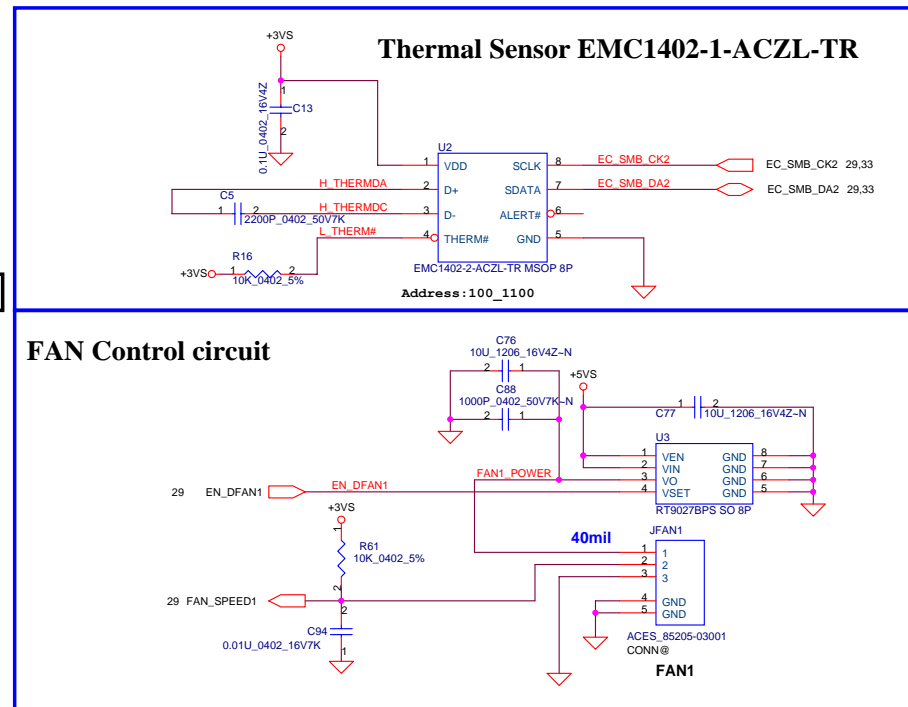 Thermal Sensor EMC1402-1-ACZL-TR
+3VS
1
C13
0.1U_0402_16V4Z
2
U2
1 VDD SCLK 8 EC_SMB_CK2 EC_SMB_CK2 29,33
H_THERMDA 2 D+ SDATA 7 EC_SMB_DA2 EC_SMB_DA2 29,33
C5
1 2 H_THERMDC 3 D- ALERT# 6
2200P_0402_50V7K
L_THERM# 4 THERM# GND 5
R16
+3VS 1 2
10K_0402_5%
EMC1402-2-ACZL-TR MSOP 8P
Address:100_1100
FAN Control circuit
C76
10U_1206_16V4Z~N
2 1
C88
1000P_0402_50V7K~N
2 1
+5VS
1 2
C77 10U_1206_16V4Z~N
U3
1 VEN GND 8
2 VIN GND 7
FAN1_POWER 3 VO GND 6
29 EN_DFAN1 EN_DFAN1 4 VSET GND 5
RT9027BPS SO 8P
+3VS
1
R61
10K_0402_5%
2
40mil
JFAN1
1 1
2 2
3 3
29 FAN_SPEED1
4 GND
5 GND
2
C94
0.01U_0402_16V7K
1
ACES_85205-03001
CONN@
FAN1